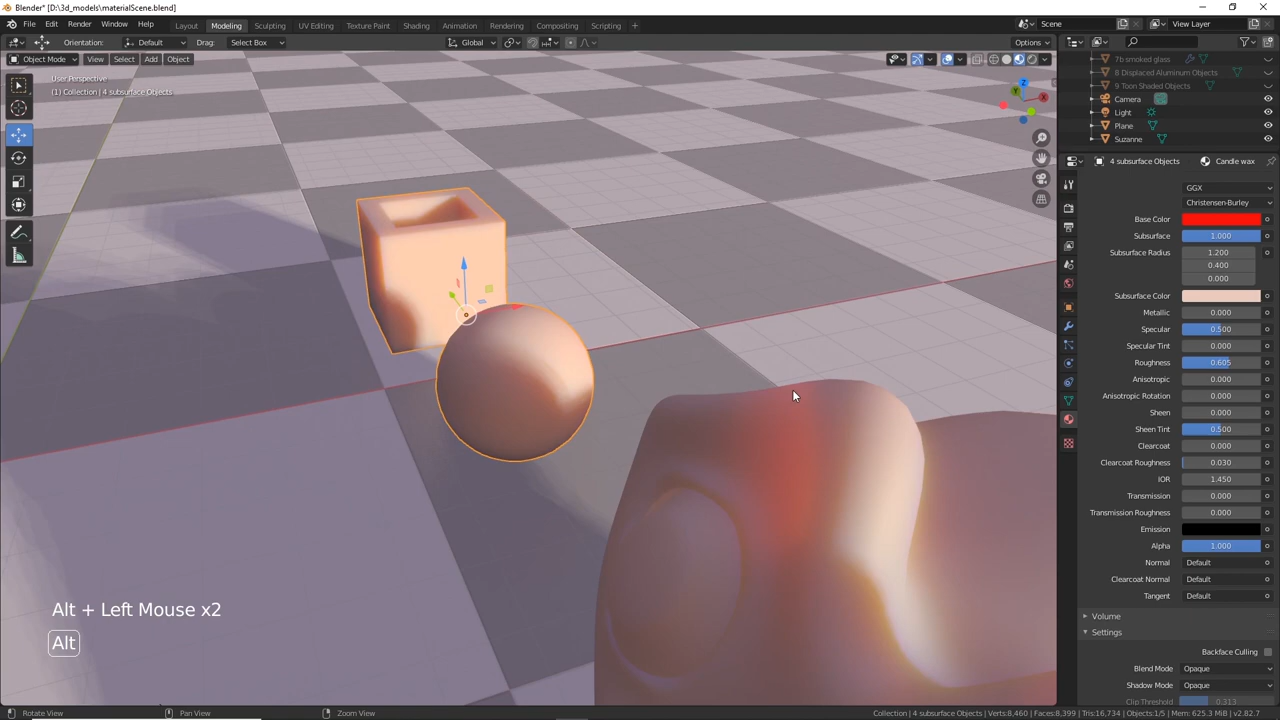 Blender* [D:\3d_models\materialScene.blend]
File Edit Render Window Help Layout Modeling Sculpting UV Editing Texture Paint Shading Animation Rendering Compositing Scripting Scene View Layer
Orientation: Default Drag: Select Box Global Options
Object Mode View Select Add Object
User Perspective
(1) Collection | 4 subsurface Objects
7b smoked glass
8 Displaced Aluminum Objects
9 Toon Shaded Objects
Camera
Light
Plane
Suzanne
4 subsurface Objects Candle wax
GGX
Christensen-Burley
Base Color
Subsurface 1.000
Subsurface Radius 1.200
0.400
0.000
Subsurface Color
Metallic 0.000
Specular 0.500
Specular Tint 0.000
Roughness 0.605
Anisotropic 0.000
Anisotropic Rotation 0.000
Sheen 0.000
Sheen Tint 0.500
Clearcoat 0.000
Clearcoat Roughness 0.030
IOR 1.450
Transmission 0.000
Transmission Roughness 0.000
Emission
Alpha 1.000
Normal Default
Clearcoat Normal Default
Tangent Default
Volume
Settings
Backface Culling
Blend Mode Opaque
Shadow Mode Opaque
Clip Threshold 0.313
Alt + Left Mouse x2
Alt
Rotate View Pan View Zoom View Collection | 4 subsurface Objects | Verts:8,460 | Faces:8,399 | Tris:16,734 | Objects:1/5 | Mem: 625.3 MiB | v2.82.7
X
Y
Z